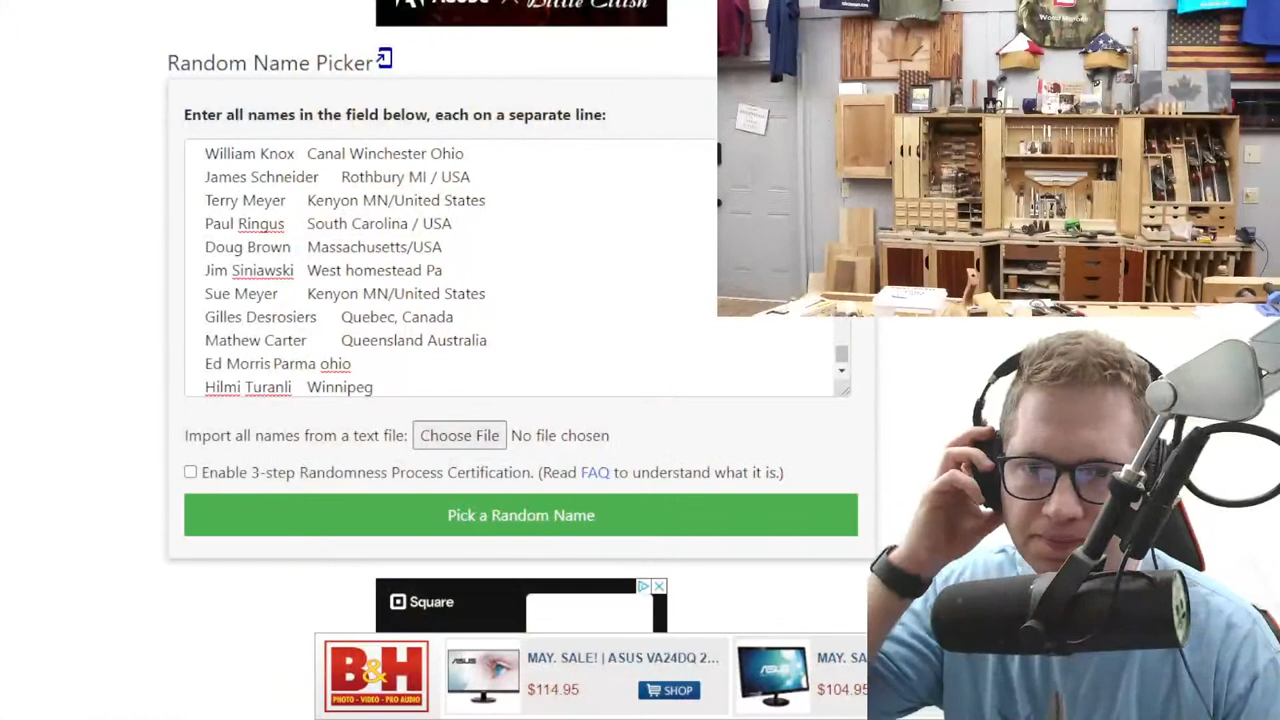 Adobe × Billie Eilish
Random Name Picker
Enter all names in the field below, each on a separate line:
William Knox Canal Winchester Ohio
James Schneider Rothbury MI / USA
Terry Meyer Kenyon MN/United States
Paul Ringus South Carolina / USA
Doug Brown Massachusetts/USA
Jim Siniawski West homestead Pa
Sue Meyer Kenyon MN/United States
Gilles Desrosiers Quebec, Canada
Mathew Carter Queensland Australia
Ed Morris Parma ohio
Hilmi Turanli Winnipeg
Import all names from a text file: Choose File No file chosen
Enable 3-step Randomness Process Certification. (Read FAQ to understand what it is.)
Pick a Random Name
Square
B&H
PHOTO - VIDEO - PRO AUDIO
MAY. SALE! | ASUS VA24DQ 2...
$114.95
SHOP
MAY. SA
$104.95